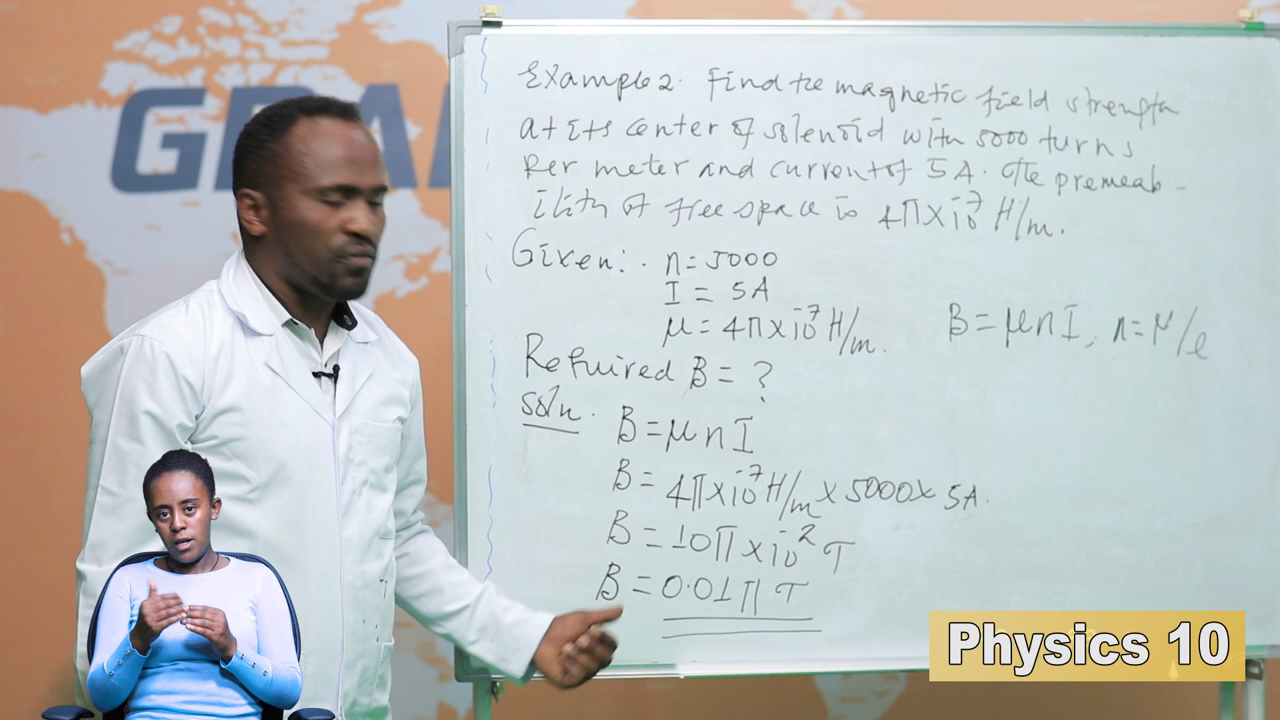 GRA
Example 2. Find the magnetic field strength
at its center of solenoid with 5000 turns
per meter and current of 5A. The premeab-
ility of free space is 4π×10⁻⁷ H/m.
Given: n=5000
I = 5A
μ = 4π×10⁻⁷ H/m.
B=μnI, n=N/l
Required B = ?
soln.
B=μnI
B= 4π×10⁻⁷H/m × 5000× 5A.
B=10π×10⁻² T
B=0.01π T
Physics 10